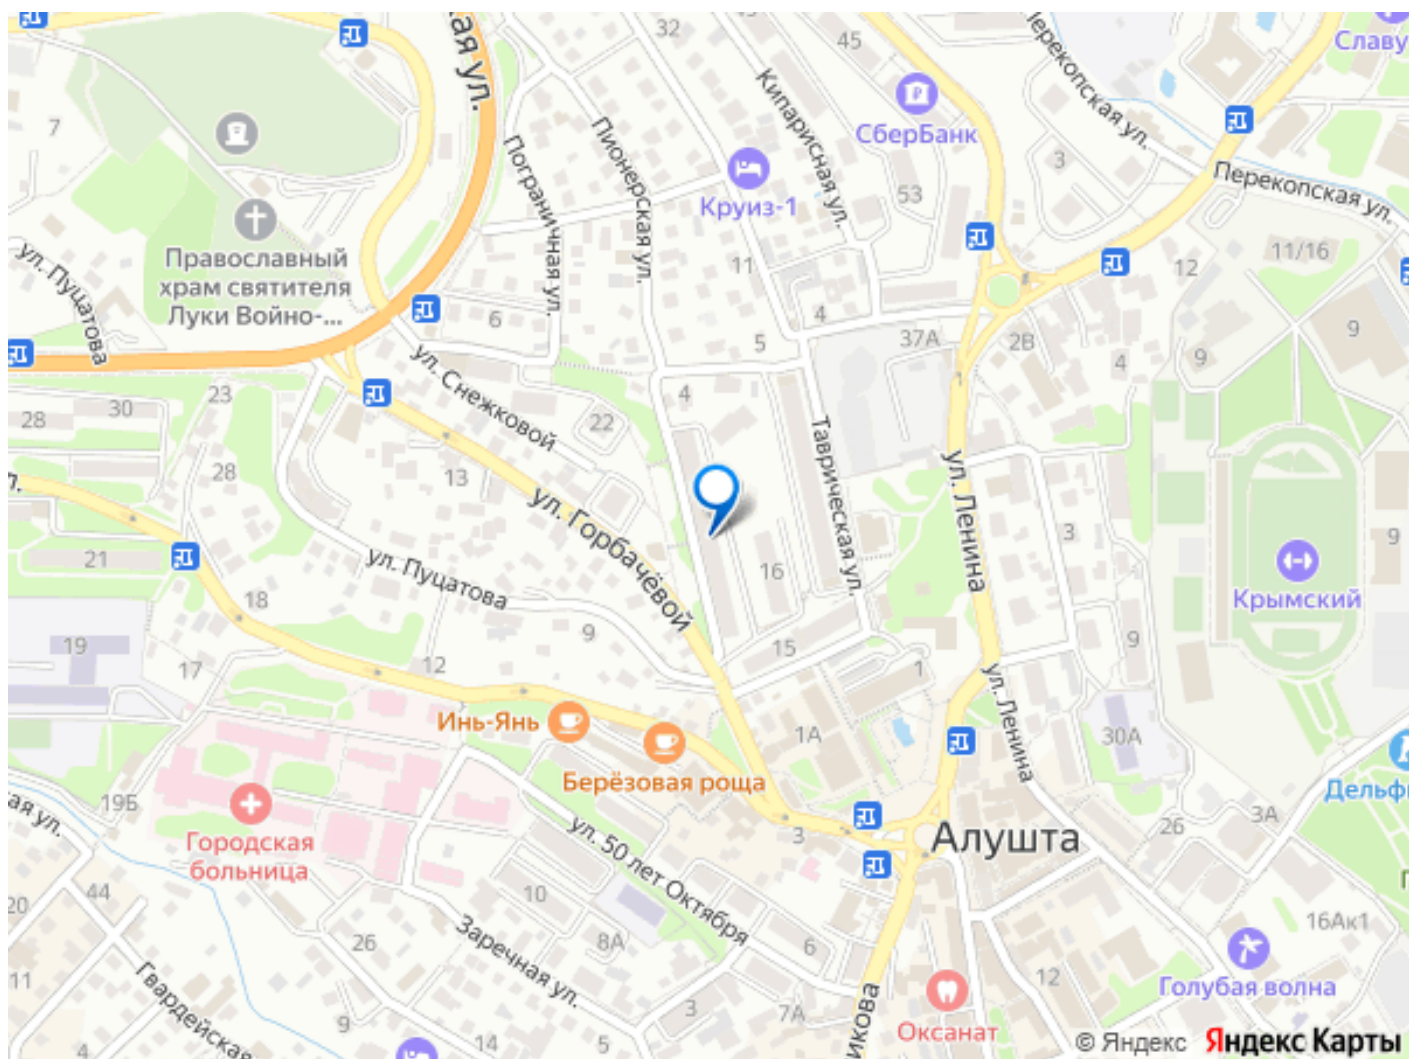 кая ул.
32
45
Славу
Перекопская ул.
Кипарисная ул.
СберБанк
7
Пионерская ул.
Пограничная ул.
3
Перекопская ул.
53
Круиз-1
ул. Пуцатова
Православный
храм святителя
Луки Войно-...
11
12
11/16
6
4
5
37А
2В
9
9
4
ул. Снежковой
23
30
28
4
22
28
13
Таврическая ул.
ул. Ленина
л.
ул. Горбачёвой
3
9
21
ул. Пуцатова
16
Крымский
18
19
9
15
9
17
12
1
ул. Ленина
Инь-Янь
1А
30А
Берёзовая роща
Дельфи
19Б
ая ул.
Городская
больница
3
Алушта
26
3А
ул. 50 лет Октября
44
10
20
16Ак1
Заречная ул.
8А
6
26
11
Гвардейская
12
Голубая волна
3
7А
9
Оксанат
икова
14
5
4
© Яндекс Яндекс Карты